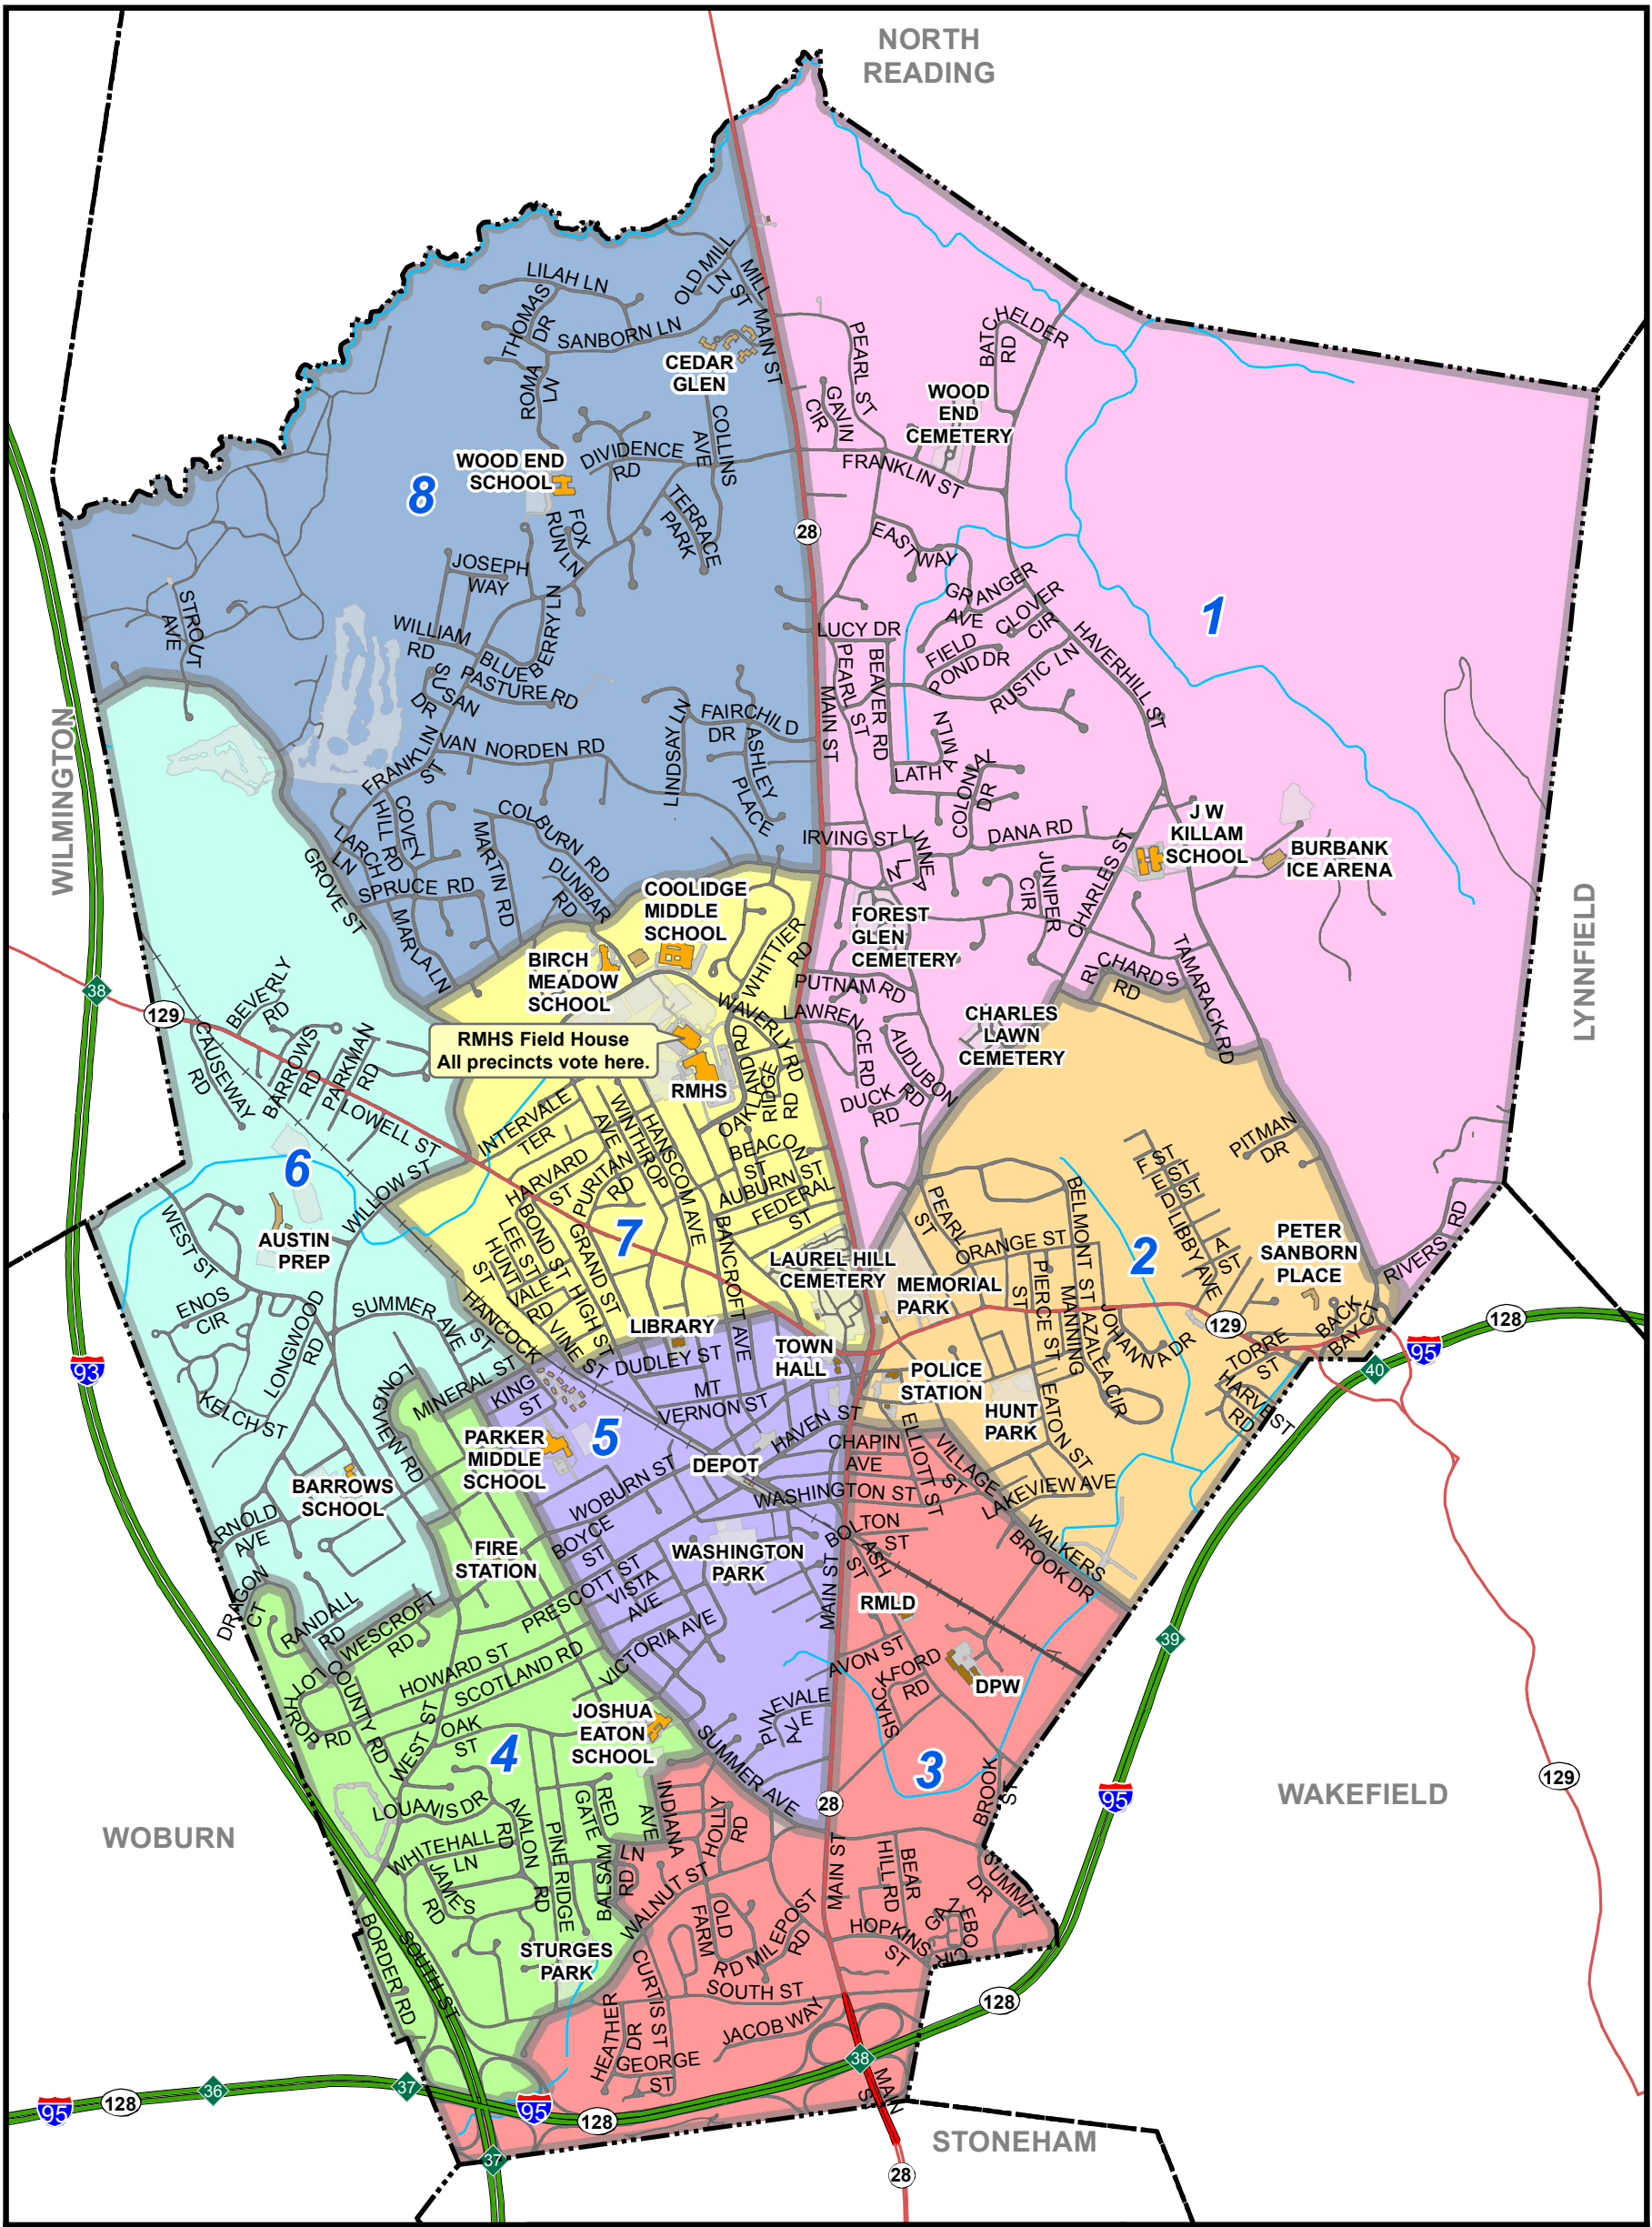 NORTH
READING
LILAH LN
OLD MILL
LN
MILL
ST
MAIN ST
THOMAS
DR
SANBORN LN
CEDAR
GLEN
ROMA
LN
COLLINS
AVE
PEARL ST
GAVIN
CIR
BATCHELDER
RD
WOOD
END
CEMETERY
FRANKLIN ST
WOOD END
SCHOOL
DIVIDENCE
RD
8
TERRACE
PARK
FOX
RUN LN
28
EASTWAY
JOSEPH
WAY
GRANGER
AVE
CLOVER
CIR
1
STROUT
AVE
WILLIAM
RD
BLUEBERRY LN
LUCY DR
FIELD
POND DR
HAVERHILL ST
SUSAN
DR
PASTURE RD
PEARL ST
BEAVER RD
RUSTIC LN
WILMINGTON
FRANKLIN
ST
VAN NORDEN RD
LINDSAY LN
FAIRCHILD
DR
ASHLEY
PLACE
MAIN ST
LATHAM LN
COLONIAL
DR
COVEY
HILL RD
LARCH
LN
COLBURN RD
MARTIN RD
DUNBAR
RD
IRVING ST
LINNEA
LN
DANA RD
J W
KILLAM
SCHOOL
BURBANK
ICE ARENA
GROVE ST
SPRUCE RD
MARLA LN
COOLIDGE
MIDDLE
SCHOOL
JUNIPER
CIR
CHARLES ST
FOREST
GLEN
CEMETERY
LYNNFIELD
BIRCH
MEADOW
SCHOOL
WHITTIER
RD
PUTNAM RD
RICHARDS
RD
TAMARACK RD
38
129
BEVERLY
RD
CAUSEWAY
RD
BARROWS
RD
PARKMAN
RD
LOWELL ST
RMHS Field House
All precincts vote here.
RMHS
WAVERLY RD
OAKLAND RD
RIDGE
RD
LAWRENCE RD
AUDUBON
RD
DUCK
RD
CHARLES
LAWN
CEMETERY
INTERVALE
TER
WINTHROP
AVE
HANSCOM AVE
BEACON
ST
AUBURN ST
FEDERAL
ST
PITMAN
DR
F ST
E ST
D ST
LIBBY AVE
A
ST
6
WILLOW ST
AUSTIN
PREP
WEST ST
HARVARD
ST
PURITAN
RD
7
GRAND ST
BOND ST
LEE ST
HUNT
ST
VALE
RD
HIGH ST
VINE ST
HANCOCK
ST
BANCROFT AVE
LAUREL HILL
CEMETERY
PEARL
ST
ORANGE ST
BELMONT ST
2
PETER
SANBORN
PLACE
RIVERS RD
MEMORIAL
PARK
PIERCE ST
ST
MANNING
AZALEA CIR
JOHANNA DR
129
BACK
BAY CT
TORRE
ST
HARVEST
RD
128
95
40
ENOS
CIR
LONGWOOD
RD
SUMMER AVE
LIBRARY
TOWN
HALL
DUDLEY ST
93
LONGVIEW RD
MINERAL ST
KING
ST
MT
VERNON ST
POLICE
STATION
HUNT
PARK
EATON ST
KELCH ST
5
HAVEN ST
PARKER
MIDDLE
SCHOOL
DEPOT
CHAPIN
AVE
ELLIOTT ST
VILLAGE
ST
LAKEVIEW AVE
BARROWS
SCHOOL
WOBURN ST
WASHINGTON ST
ARNOLD
AVE
BOYCE
ST
BOLTON
ST
ASH
ST
WALKERS
BROOK DR
FIRE
STATION
WASHINGTON
PARK
PRESCOTT ST
VISTA
AVE
MAIN ST
RMLD
DRAGON
CT
RANDALL
RD
WESCROFT
RD
39
HOWARD ST
SCOTLAND RD
VICTORIA AVE
AVON ST
SHACKFORD
RD
DPW
LOTHROP RD
COUNTY RD
WEST ST
OAK
ST
JOSHUA
EATON
SCHOOL
PINEVALE
AVE
4
SUMMER AVE
3
BROOK
ST
95
WAKEFIELD
129
WOBURN
LOUANIS DR
AVALON
RD
RED
GATE
LN
INDIANA
AVE
HOLLY
RD
28
WHITEHALL
LN
JAMES
RD
PINE RIDGE
RD
BALSAM
RD
WALNUT ST
MAIN ST
BEAR
HILL RD
SUMMIT
DR
OLD
FARM
RD
MILEPOST
RD
HOPKINS
ST
GAZEBO
CIR
BORDER RD
SOUTH ST
STURGES
PARK
CURTIS ST
SOUTH ST
JACOB WAY
HEATHER
DR
GEORGE
ST
128
38
MAIN
ST
95
128
36
37
95
128
37
STONEHAM
28